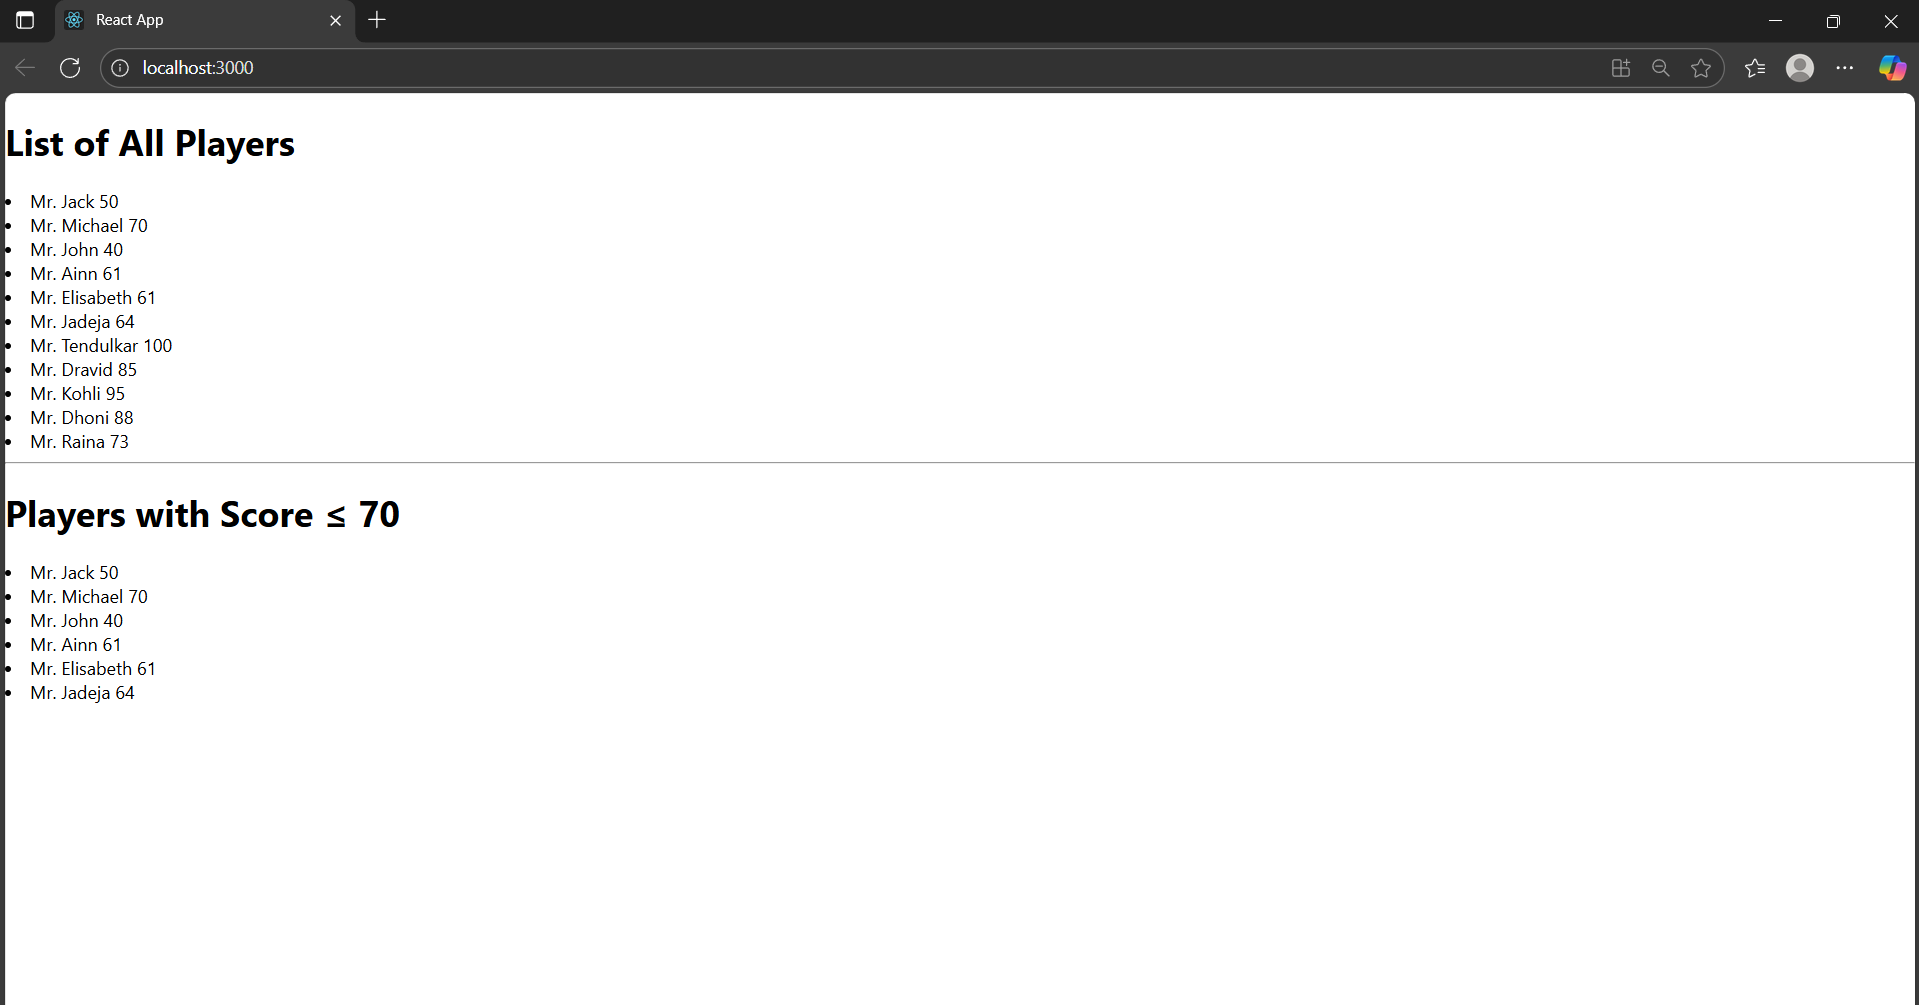 React App
localhost:3000
List of All Players
Mr. Jack 50
Mr. Michael 70
Mr. John 40
Mr. Ainn 61
Mr. Elisabeth 61
Mr. Jadeja 64
Mr. Tendulkar 100
Mr. Dravid 85
Mr. Kohli 95
Mr. Dhoni 88
Mr. Raina 73
Players with Score ≤ 70
Mr. Jack 50
Mr. Michael 70
Mr. John 40
Mr. Ainn 61
Mr. Elisabeth 61
Mr. Jadeja 64